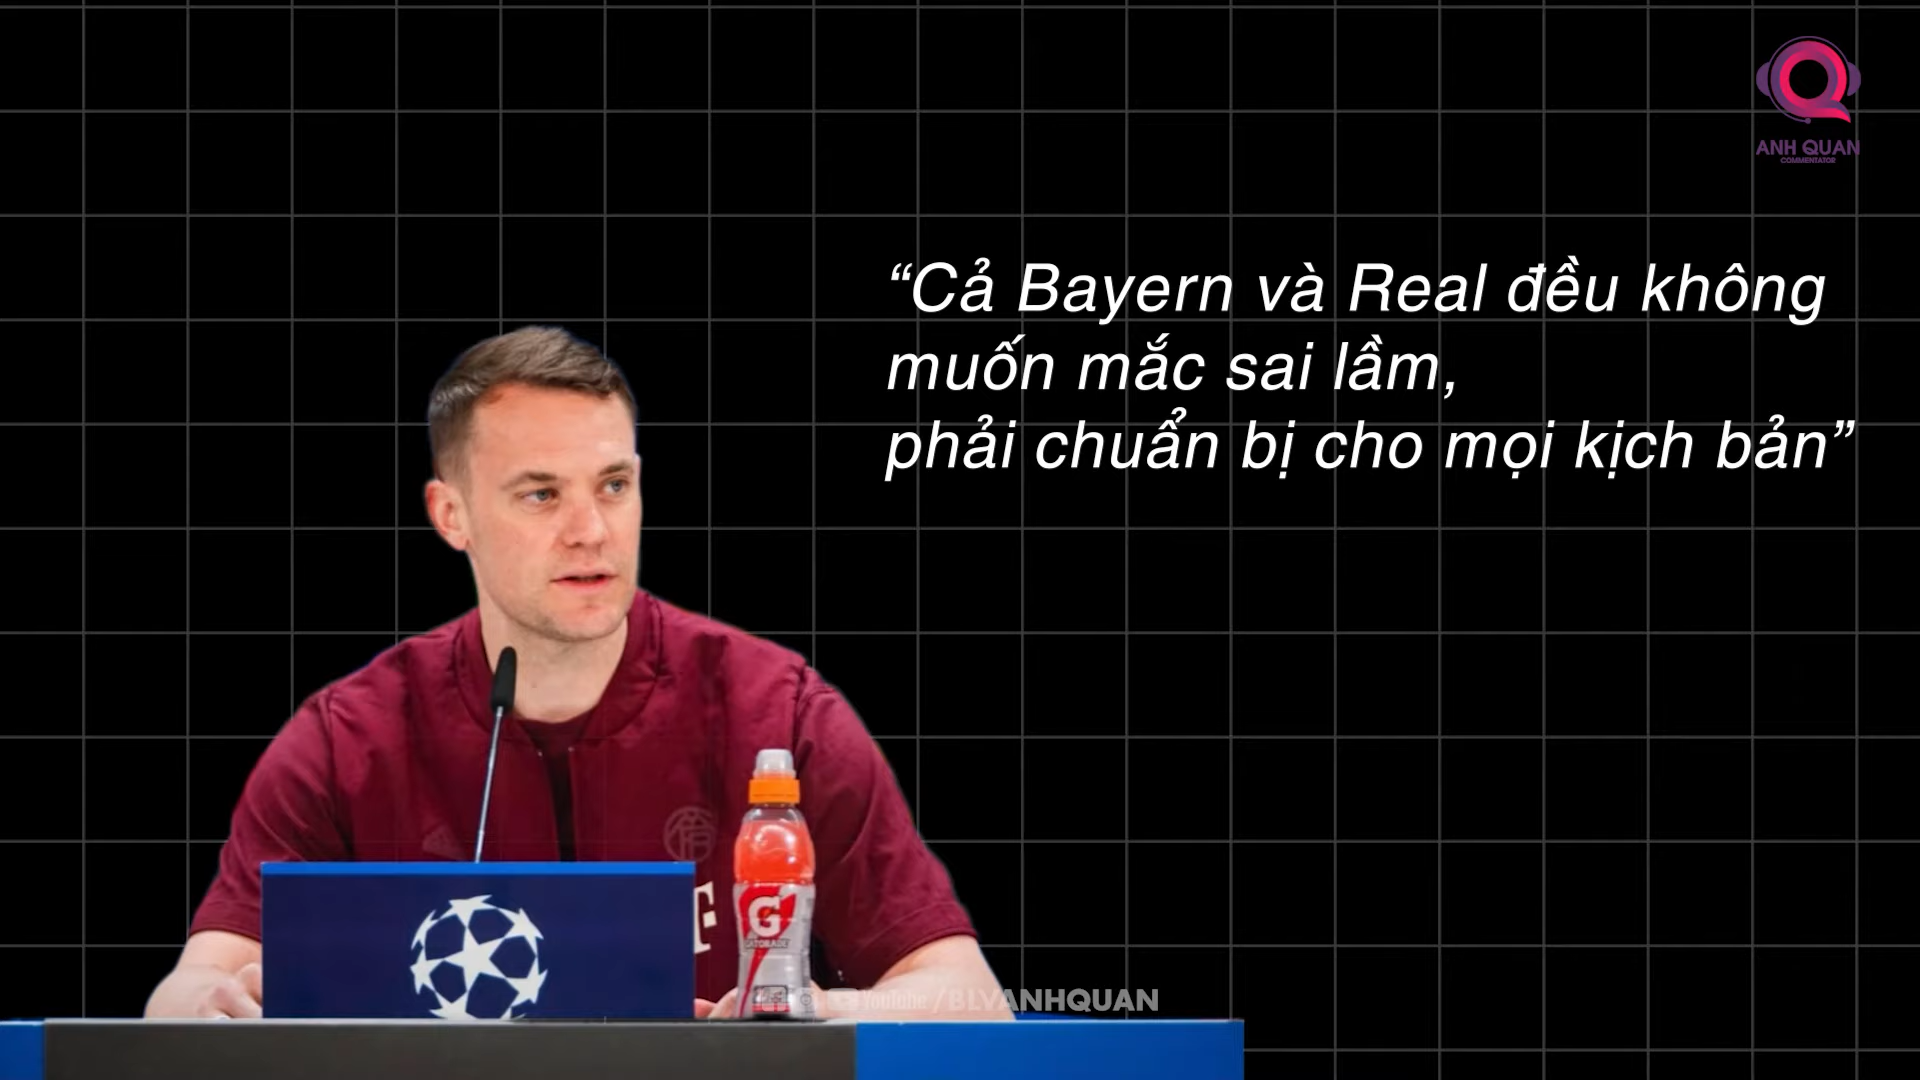 ANH QUAN
COMMENTATOR
“Cả Bayern và Real đều không
muốn mắc sai lầm,
phải chuẩn bị cho mọi kịch bản”
G
GATORADE
Youtube /BLVANHQUAN